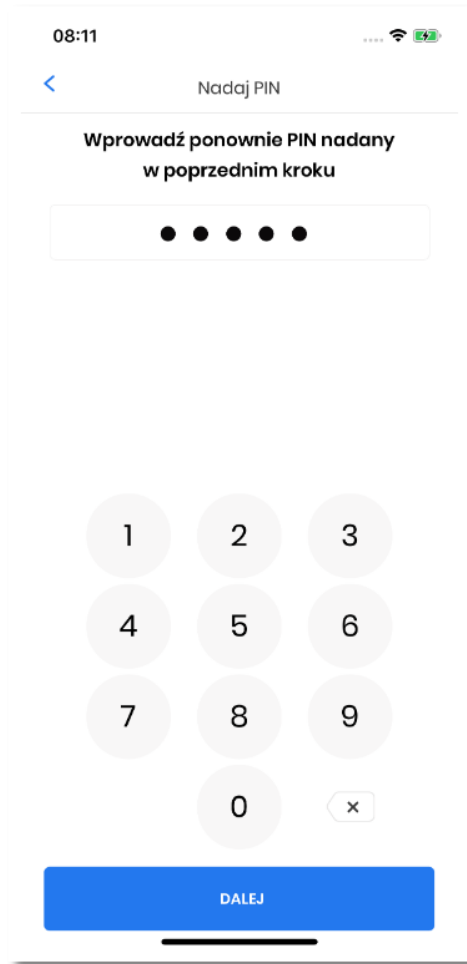 08:11
Nadaj PIN
Wprowadź ponownie PIN nadany
w poprzednim kroku
1 2 3
4 5 6
7 8 9
0
DALEJ